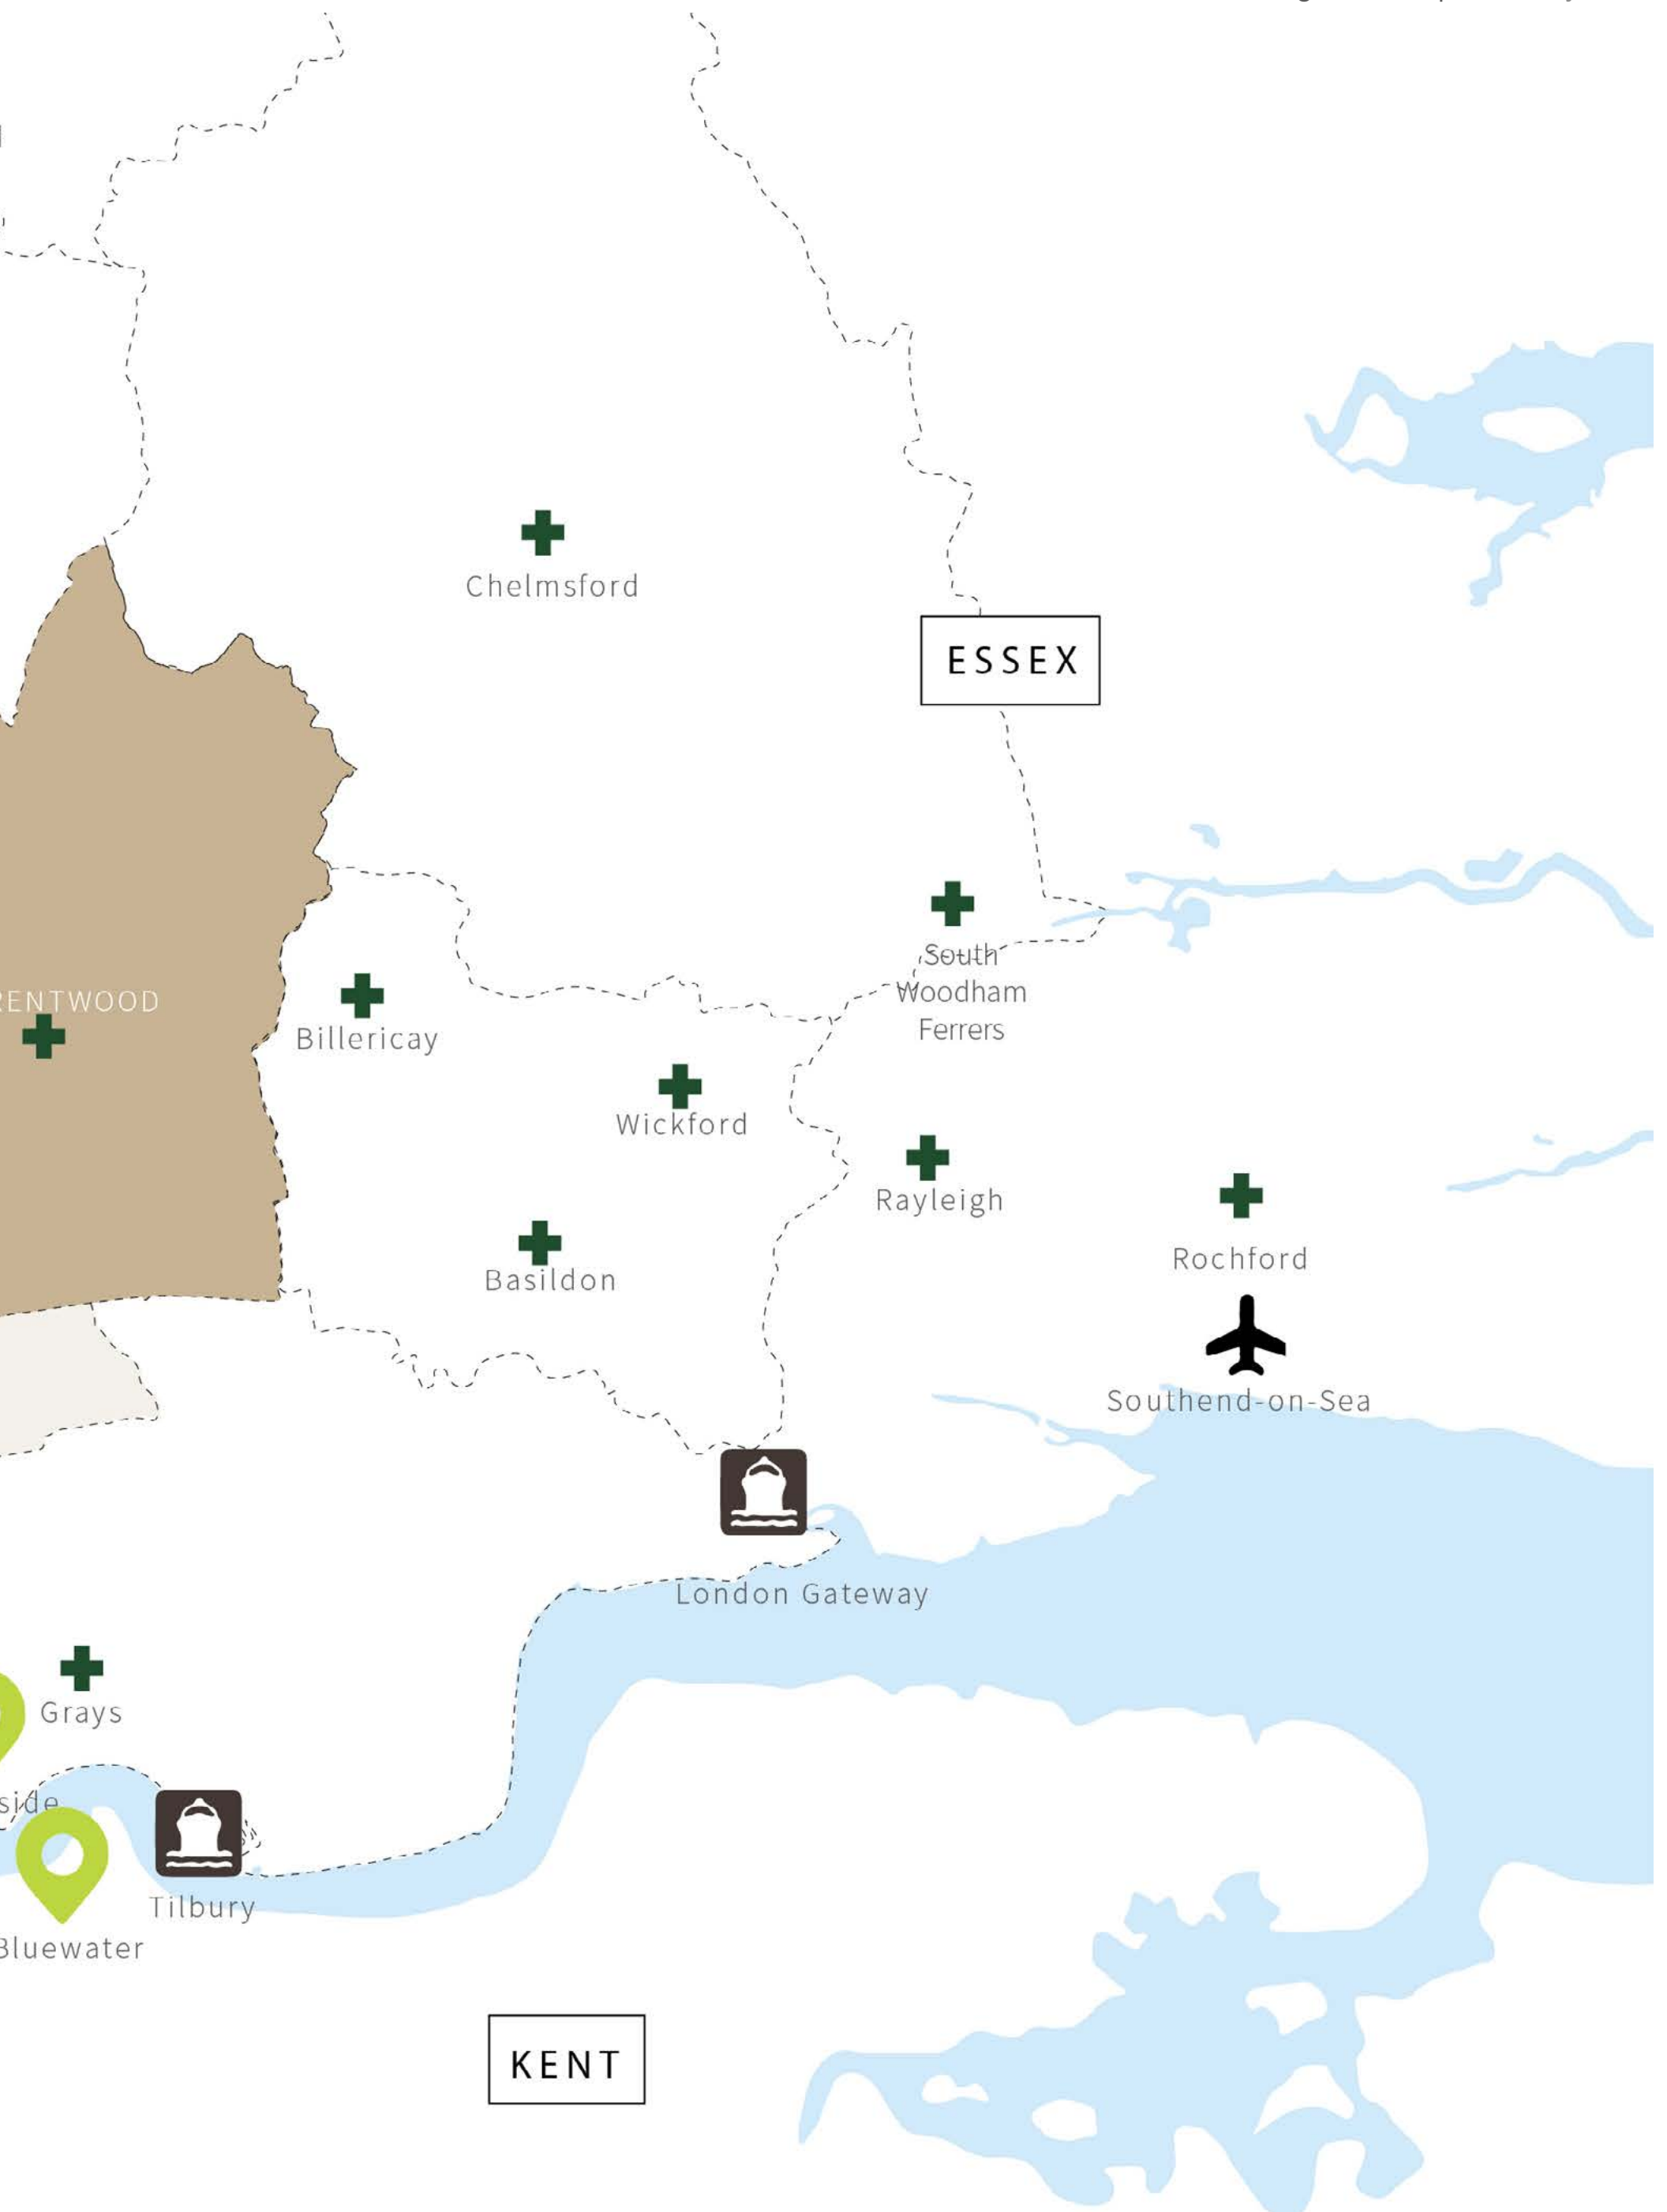 Chelmsford
ESSEX
South
Woodham
Ferrers
RENTWOOD
Billericay
Wickford
Rayleigh
Rochford
Basildon
Southend-on-Sea
London Gateway
Grays
side
Tilbury
Bluewater
KENT